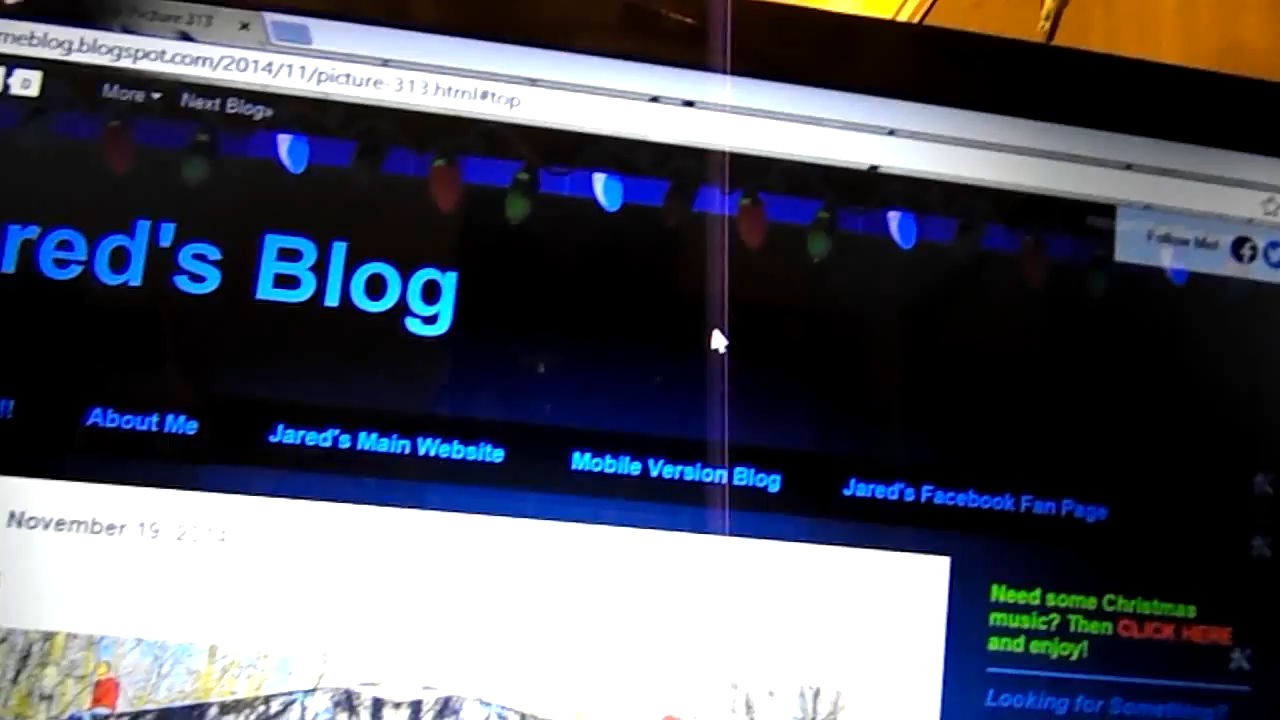 Picture 313
meblog.blogspot.com/2014/11/picture-313.html#top
0 More Next Blog»
Follow Me!
red's Blog
!! About Me Jared's Main Website Mobile Version Blog Jared's Facebook Fan Page
November 19, 2014
Need some Christmas
music? Then CLICK HERE
and enjoy!
Looking for Something?